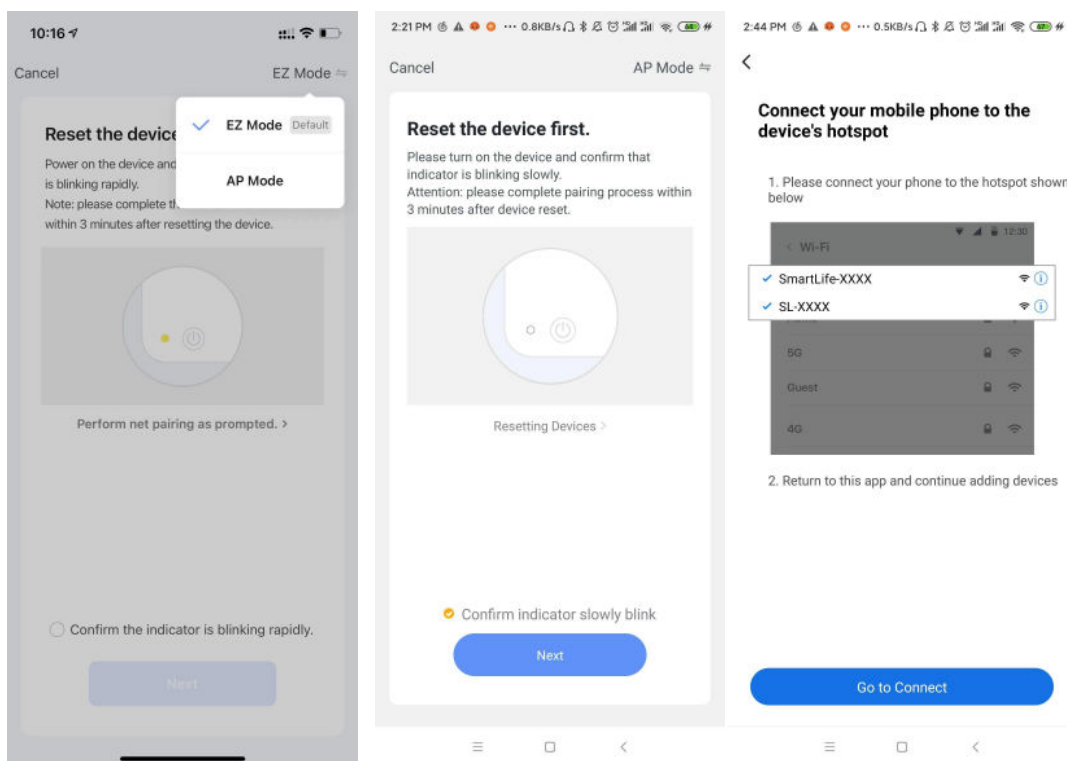 10:16
Cancel
EZ Mode
EZ Mode Default
AP Mode
Reset the device
Power on the device and
is blinking rapidly.
Note: please complete th
within 3 minutes after resetting the device.
Perform net pairing as prompted. >
Confirm the indicator is blinking rapidly.
Next
2:21 PM ··· 0.8KB/s 68
Cancel
AP Mode
Reset the device first.
Please turn on the device and confirm that
indicator is blinking slowly.
Attention: please complete pairing process within
3 minutes after device reset.
Resetting Devices >
Confirm indicator slowly blink
Next
2:44 PM ··· 0.5KB/s
Connect your mobile phone to the
device's hotspot
1. Please connect your phone to the hotspot shown
below
12:30
< Wi-Fi
SmartLife-XXXX
SL-XXXX
5G
Guest
4G
2. Return to this app and continue adding devices
Go to Connect